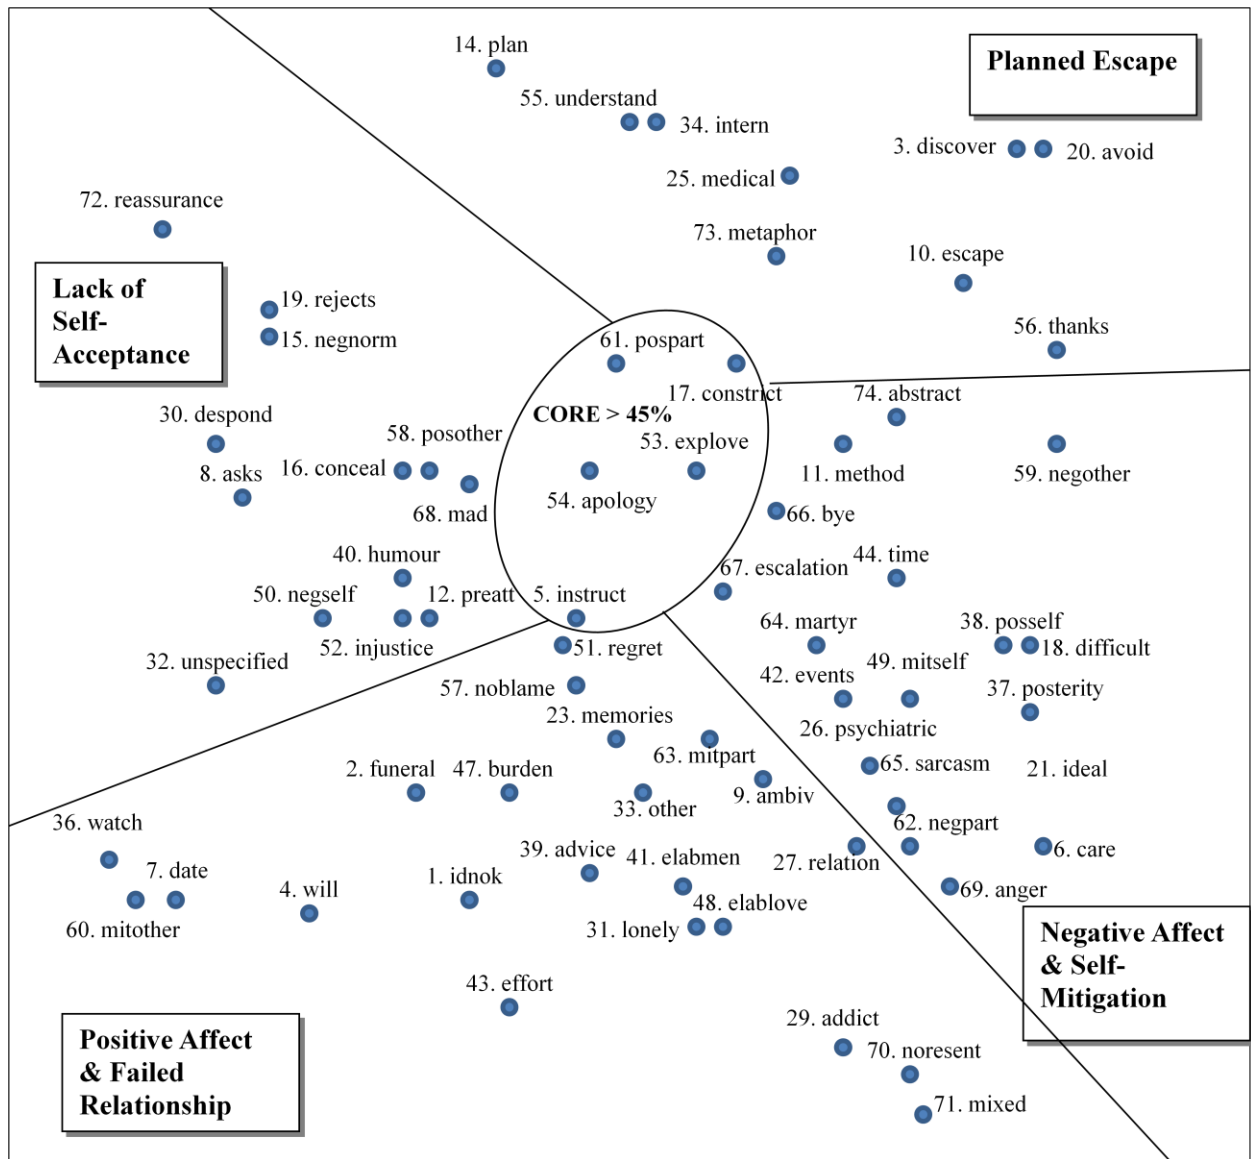 14. plan
Planned Escape
55. understand
34. intern
3. discover
20. avoid
25. medical
72. reassurance
73. metaphor
10. escape
Lack of
Self-
Acceptance
19. rejects
15. negnorm
56. thanks
61. pospart
17. constrict
74. abstract
30. despond
CORE > 45%
58. posother
53. explove
8. asks
16. conceal
11. method
59. negother
54. apology
68. mad
66. bye
40. humour
67. escalation
44. time
50. negself
12. preatt
5. instruct
52. injustice
51. regret
64. martyr
38. posself
18. difficult
32. unspecified
49. mitself
42. events
57. noblame
37. posterity
23. memories
26. psychiatric
63. mitpart
2. funeral
47. burden
65. sarcasm
21. ideal
9. ambiv
33. other
36. watch
62. negpart
39. advice
41. elabmen
27. relation
6. care
7. date
1. idnok
4. will
48. elablove
69. anger
60. mitother
31. lonely
Negative Affect
& Self-
Mitigation
43. effort
29. addict
Positive Affect
& Failed
Relationship
70. noresent
71. mixed